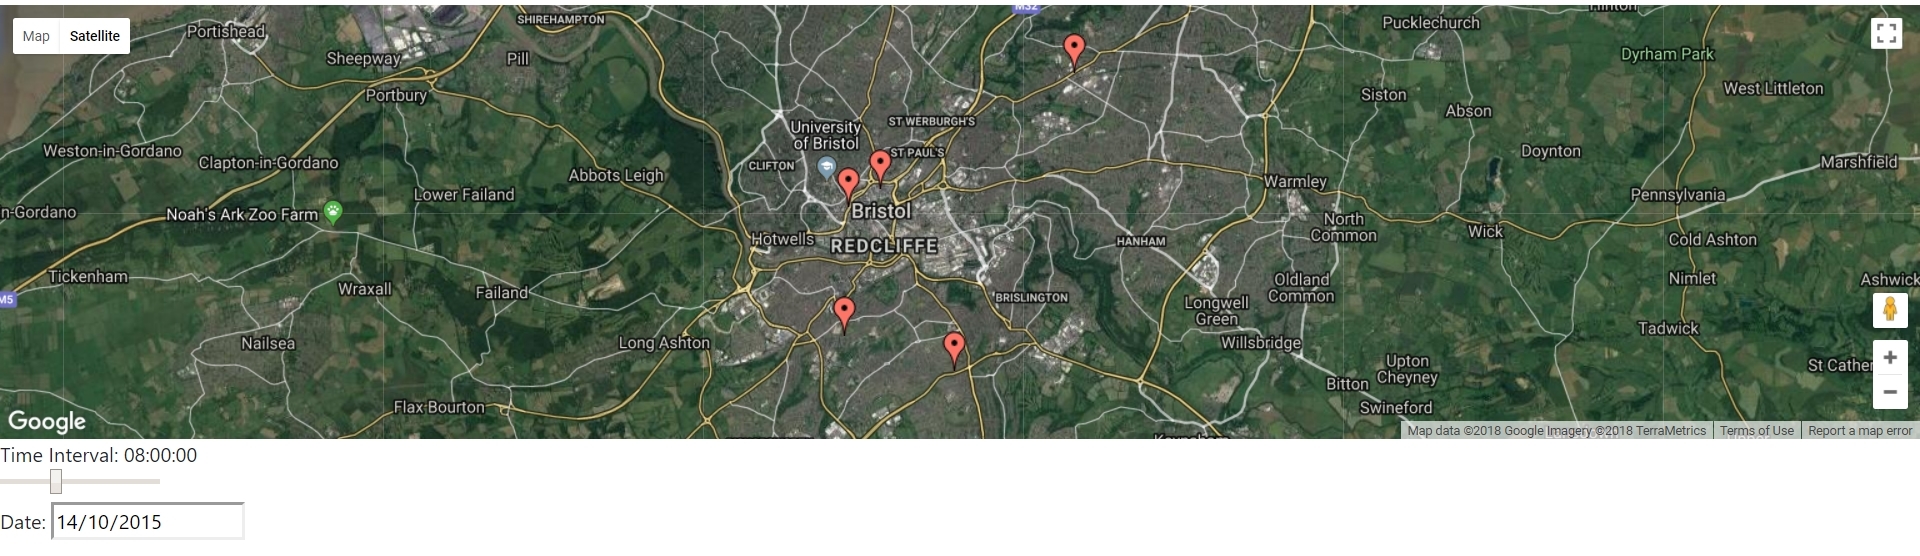 M32
SHIREHAMPTON
Pucklechurch
Portishead
Map
Satellite
Dyrham Park
Sheepway
Pill
Portbury
Siston
West Littleton
Abson
ST WERBURGH'S
University
of Bristol
Weston-in-Gordano
Clapton-in-Gordano
ST PAUL'S
Doynton
CLIFTON
Marshfield
Abbots Leigh
Lower Failand
Warmley
Pennsylvania
n-Gordano
Noah's Ark Zoo Farm
Bristol
North
Common
Wick
Hotwells
REDCLIFFE
HANHAM
Cold Ashton
Tickenham
Wraxall
Failand
Oldland
Common
Nimlet
Ashwick
M5
BRISLINGTON
Longwell
Green
Tadwick
Nailsea
Long Ashton
Willsbridge
Upton
Cheyney
St Cather
Bitton
Flax Bourton
Swineford
Google
Map data ©2018 Google Imagery ©2018 TerraMetrics
Terms of Use
Report a map error
Time Interval: 08:00:00
Date: 14/10/2015